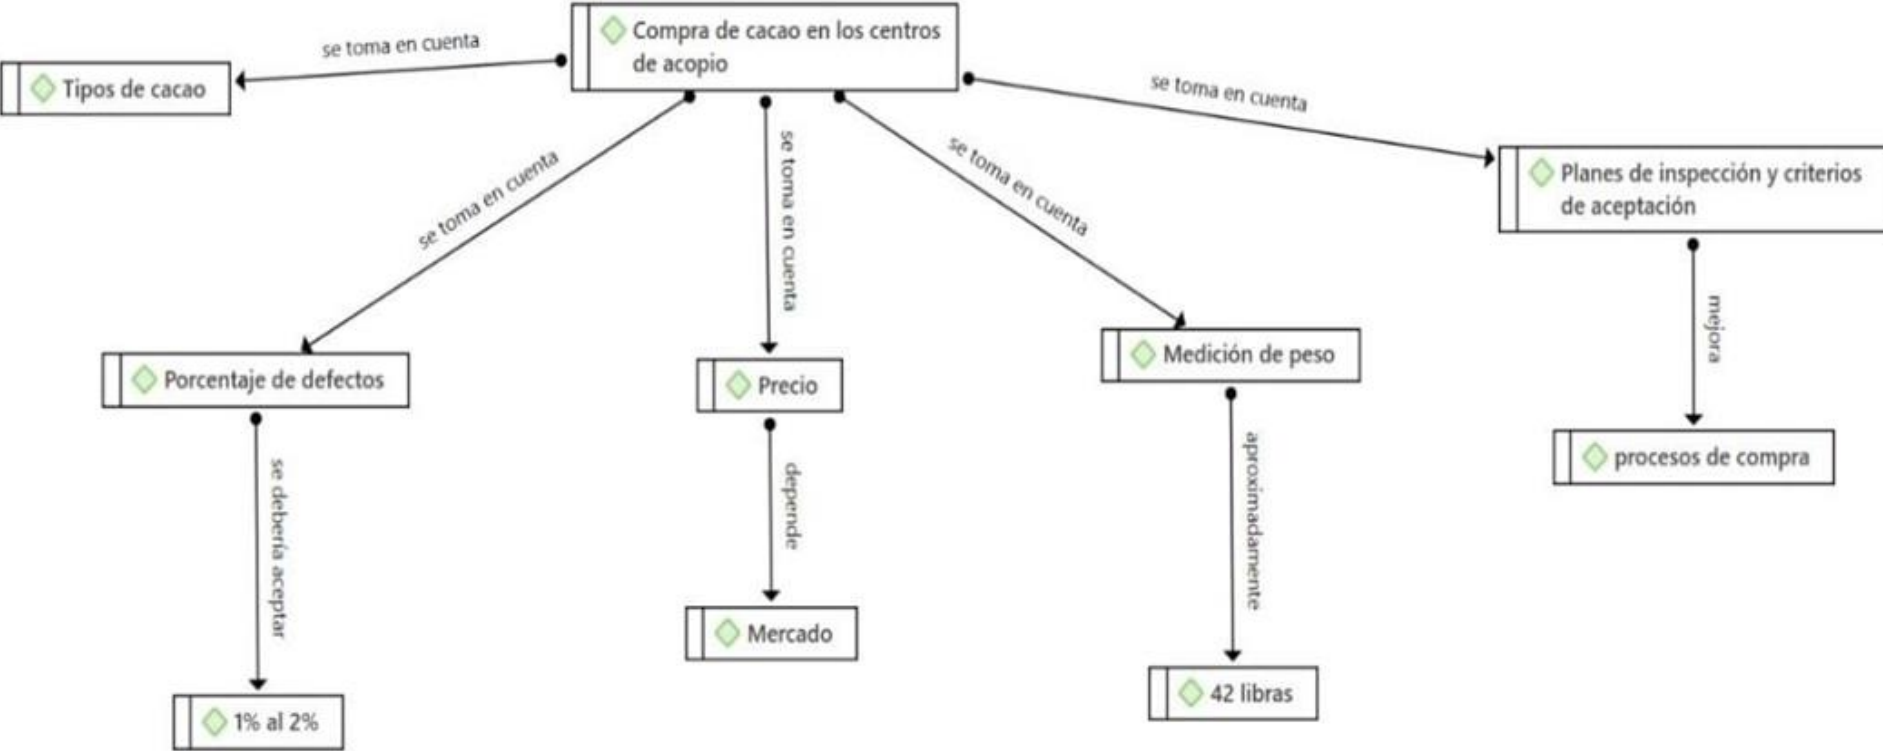 Compra de cacao en los centros
de acopio
se toma en cuenta
Tipos de cacao
se toma en cuenta
se toma en cuenta
se toma en cuenta
se toma en cuenta
Planes de inspección y criterios
de aceptación
Porcentaje de defectos
Precio
Medición de peso
mejora
se debería aceptar
depende
aproximadamente
procesos de compra
Mercado
42 libras
1% al 2%